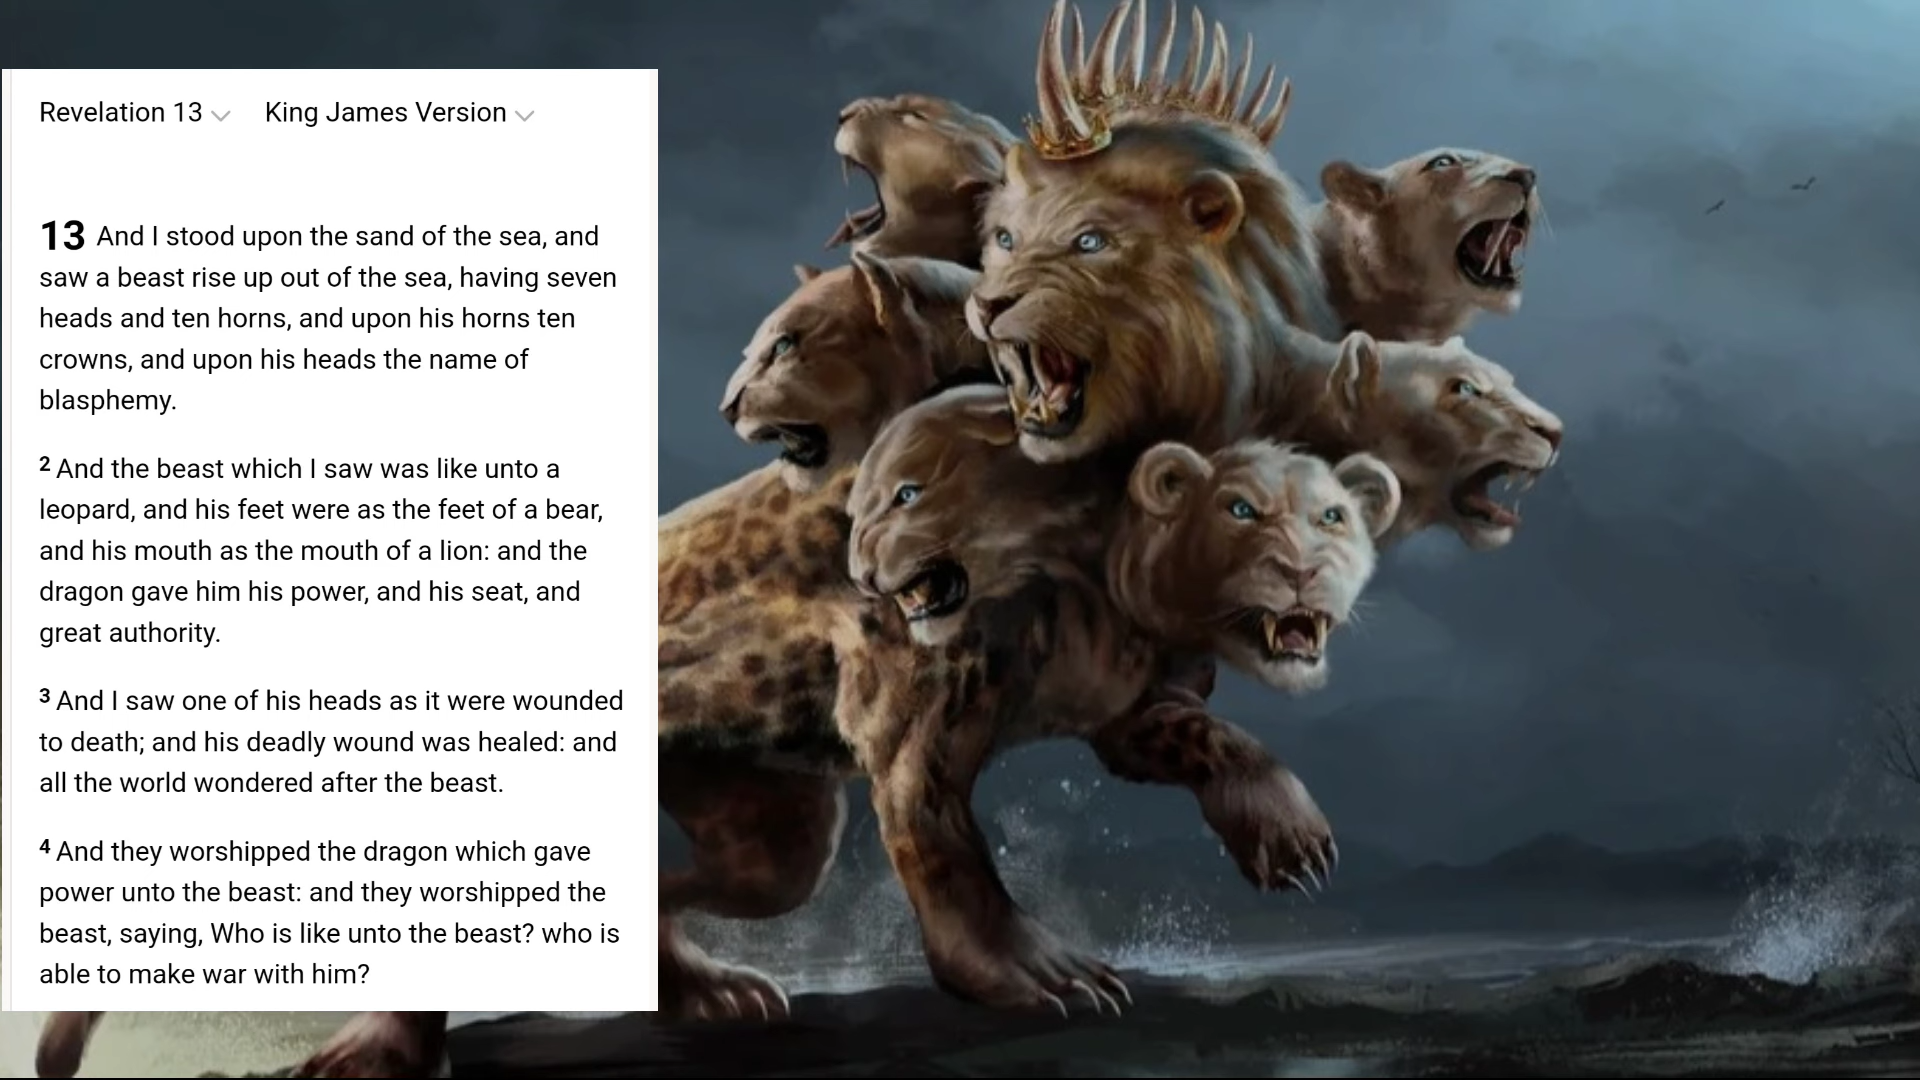 Revelation 13 King James Version
13 And I stood upon the sand of the sea, and
saw a beast rise up out of the sea, having seven
heads and ten horns, and upon his horns ten
crowns, and upon his heads the name of
blasphemy.
2 And the beast which I saw was like unto a
leopard, and his feet were as the feet of a bear,
and his mouth as the mouth of a lion: and the
dragon gave him his power, and his seat, and
great authority.
3 And I saw one of his heads as it were wounded
to death; and his deadly wound was healed: and
all the world wondered after the beast.
4 And they worshipped the dragon which gave
power unto the beast: and they worshipped the
beast, saying, Who is like unto the beast? who is
able to make war with him?